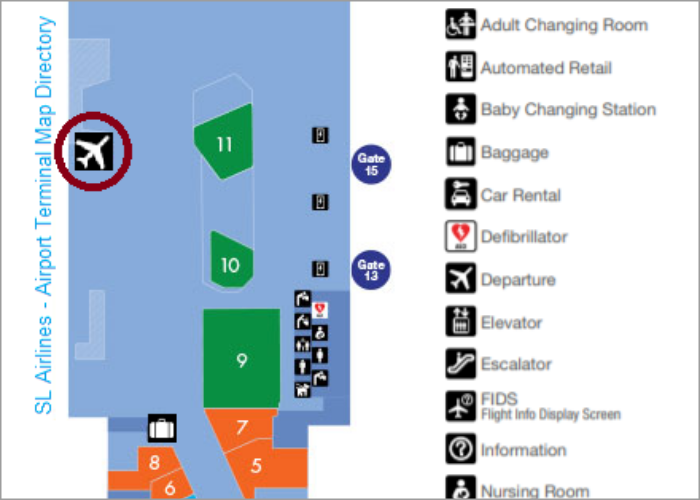 SL Airlines - Airport Terminal Map Directory
11
Gate
15
10
Gate
13
9
7
8
5
6
Adult Changing Room
Automated Retail
Baby Changing Station
Baggage
Car Rental
Defibrillator
AED
Departure
Elevator
Escalator
FIDS
Flight Info Display Screen
Information
Nursing Room